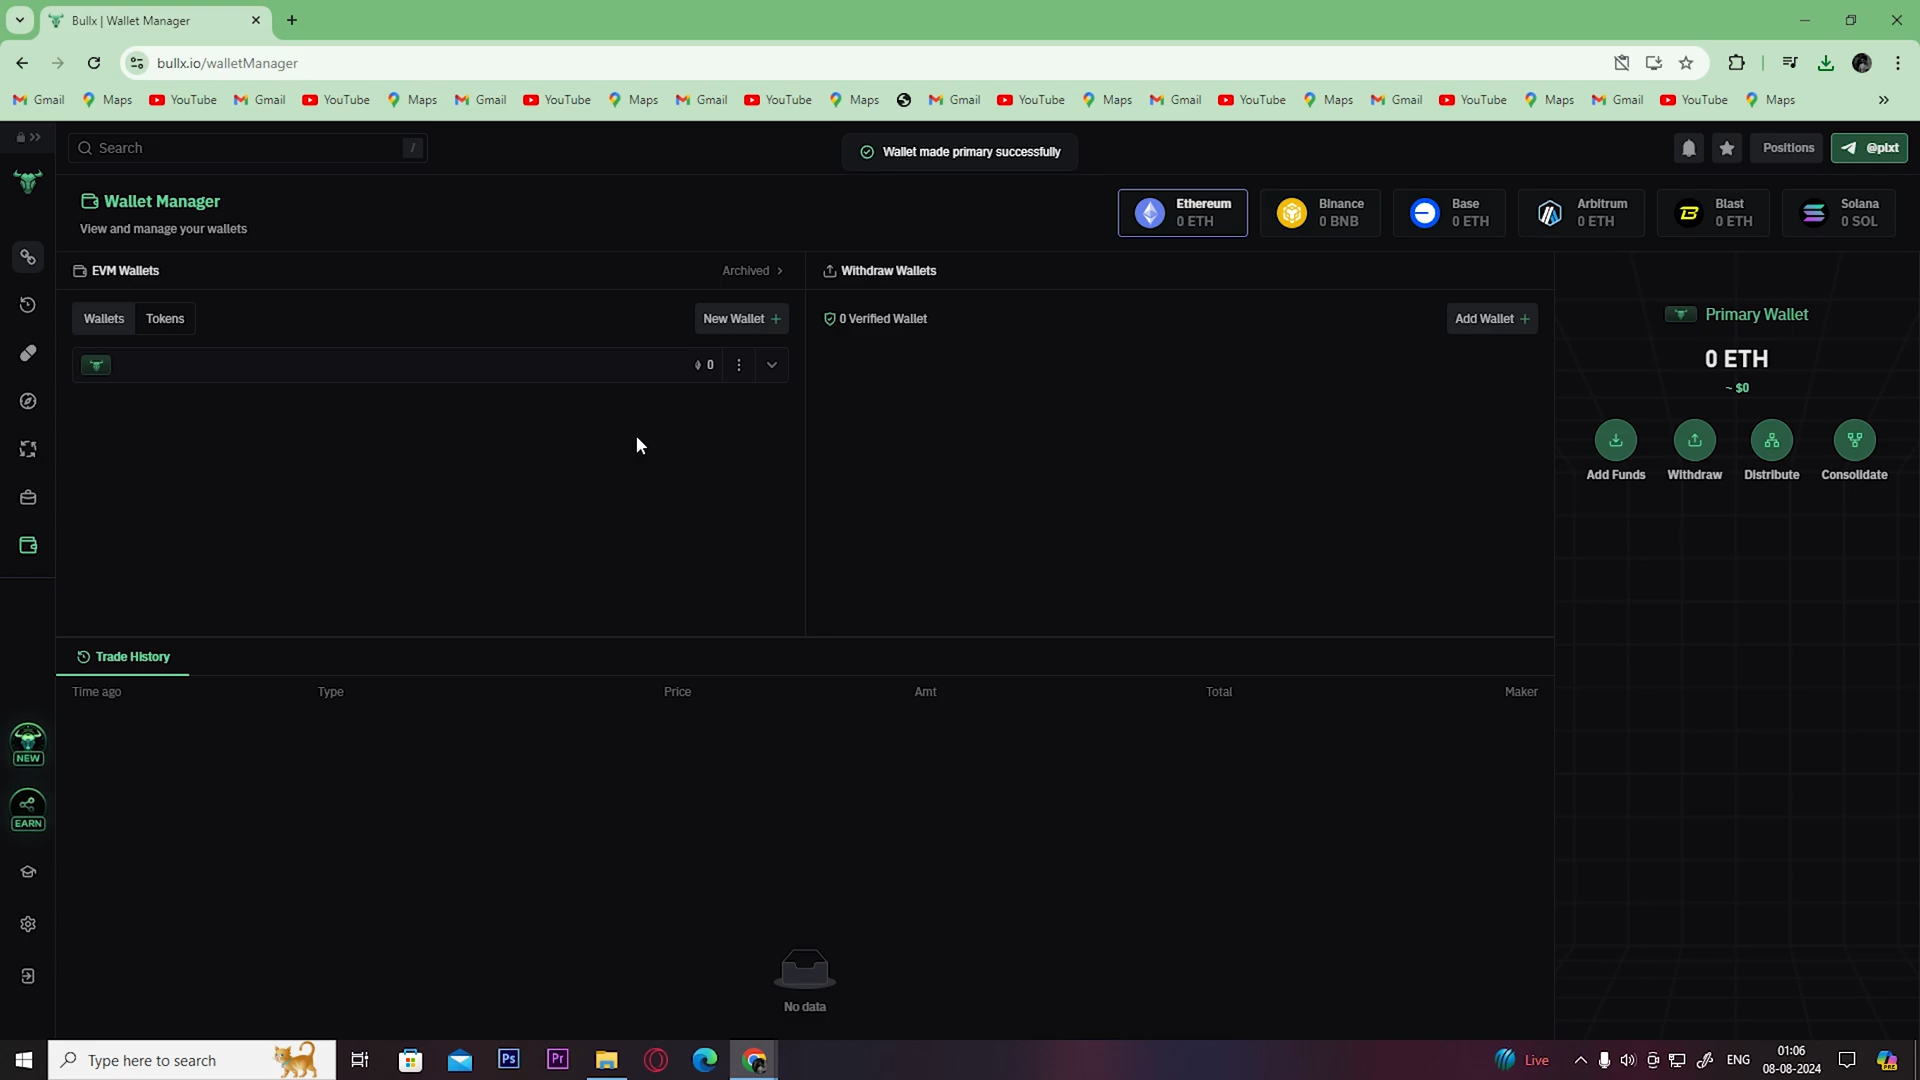 Bullx | Wallet Manager
bullx.io/walletManager
Gmail Maps YouTube Gmail YouTube Maps Gmail YouTube Maps Gmail YouTube Maps Gmail YouTube Maps Gmail YouTube Maps Gmail YouTube Maps Gmail YouTube Maps
Search /
Wallet made primary successfully
Positions @plxt
Wallet Manager
View and manage your wallets
Ethereum
0 ETH
Binance
0 BNB
Base
0 ETH
Arbitrum
0 ETH
Blast
0 ETH
Solana
0 SOL
EVM Wallets Archived
Wallets Tokens New Wallet +
0
Withdraw Wallets
0 Verified Wallet Add Wallet +
Primary Wallet
0 ETH
~ $0
Add Funds Withdraw Distribute Consolidate
NEW
EARN
Trade History
Time ago Type Price Amt Total Maker
No data
Type here to search
Ps
Pr
Live
ENG
01:06
08-08-2024
PRE